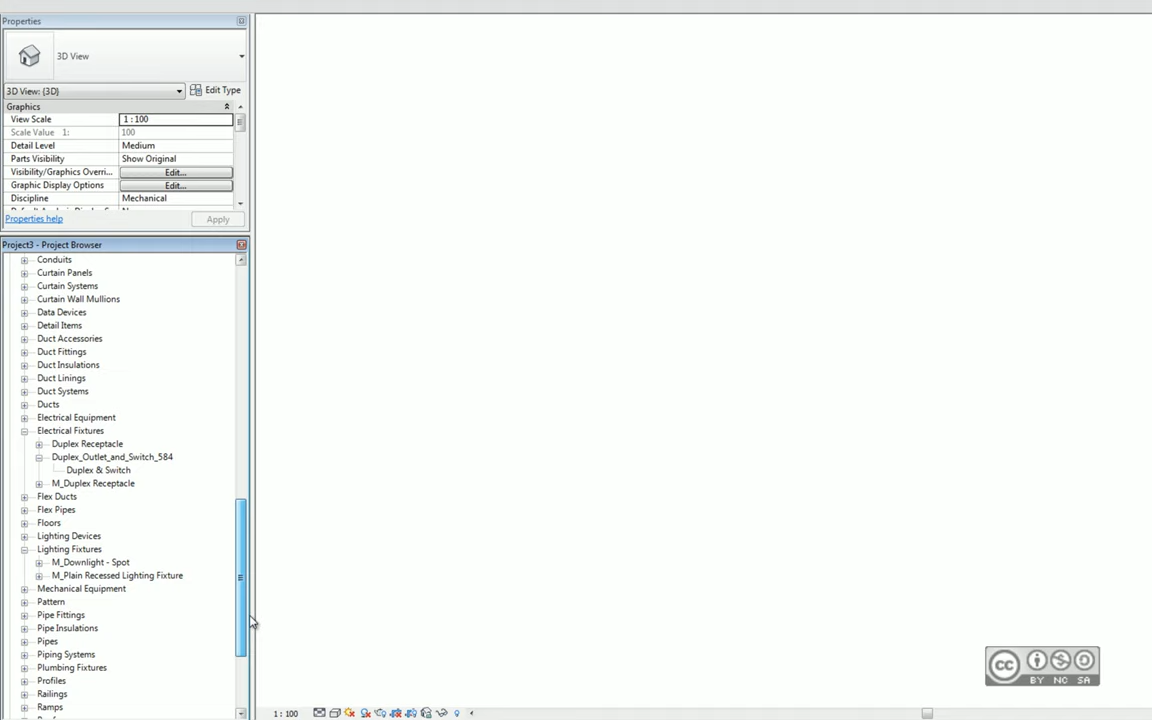 Properties
3D View
3D View: {3D}
Edit Type
Graphics
View Scale 1 : 100
Scale Value 1: 100
Detail Level Medium
Parts Visibility Show Original
Visibility/Graphics Overri... Edit...
Graphic Display Options Edit...
Discipline Mechanical
Properties help Apply
Project3 - Project Browser
Conduits
Curtain Panels
Curtain Systems
Curtain Wall Mullions
Data Devices
Detail Items
Duct Accessories
Duct Fittings
Duct Insulations
Duct Linings
Duct Systems
Ducts
Electrical Equipment
Electrical Fixtures
Duplex Receptacle
Duplex_Outlet_and_Switch_584
Duplex & Switch
M_Duplex Receptacle
Flex Ducts
Flex Pipes
Floors
Lighting Devices
Lighting Fixtures
M_Downlight - Spot
M_Plain Recessed Lighting Fixture
Mechanical Equipment
Pattern
Pipe Fittings
Pipe Insulations
Pipes
Piping Systems
Plumbing Fixtures
Profiles
Railings
Ramps
1 : 100
cc
BY NC SA